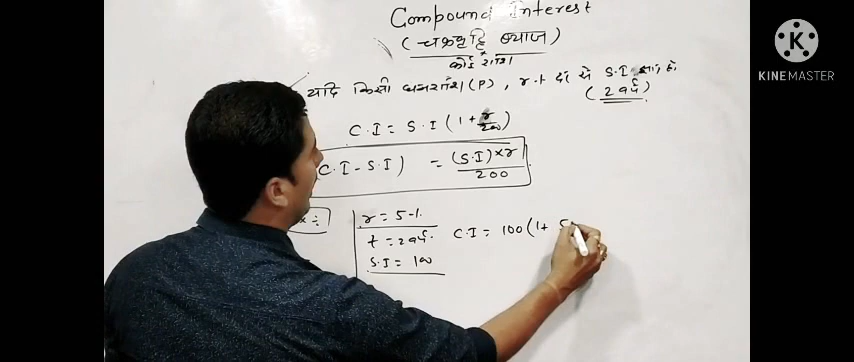 Compound Interest
(चक्रवृद्धि ब्याज)
कोई राशि
यदि किसी धनराशि (P), r% दर से S.I
(2 वर्ष)
C.I = S.I (1 + r/200)
C.I - S.I) = (S.I) × r / 200
× ÷
r = 5%
t = 2 वर्ष
S.I = 100
C.I = 100 (1 + 5
KINEMASTER